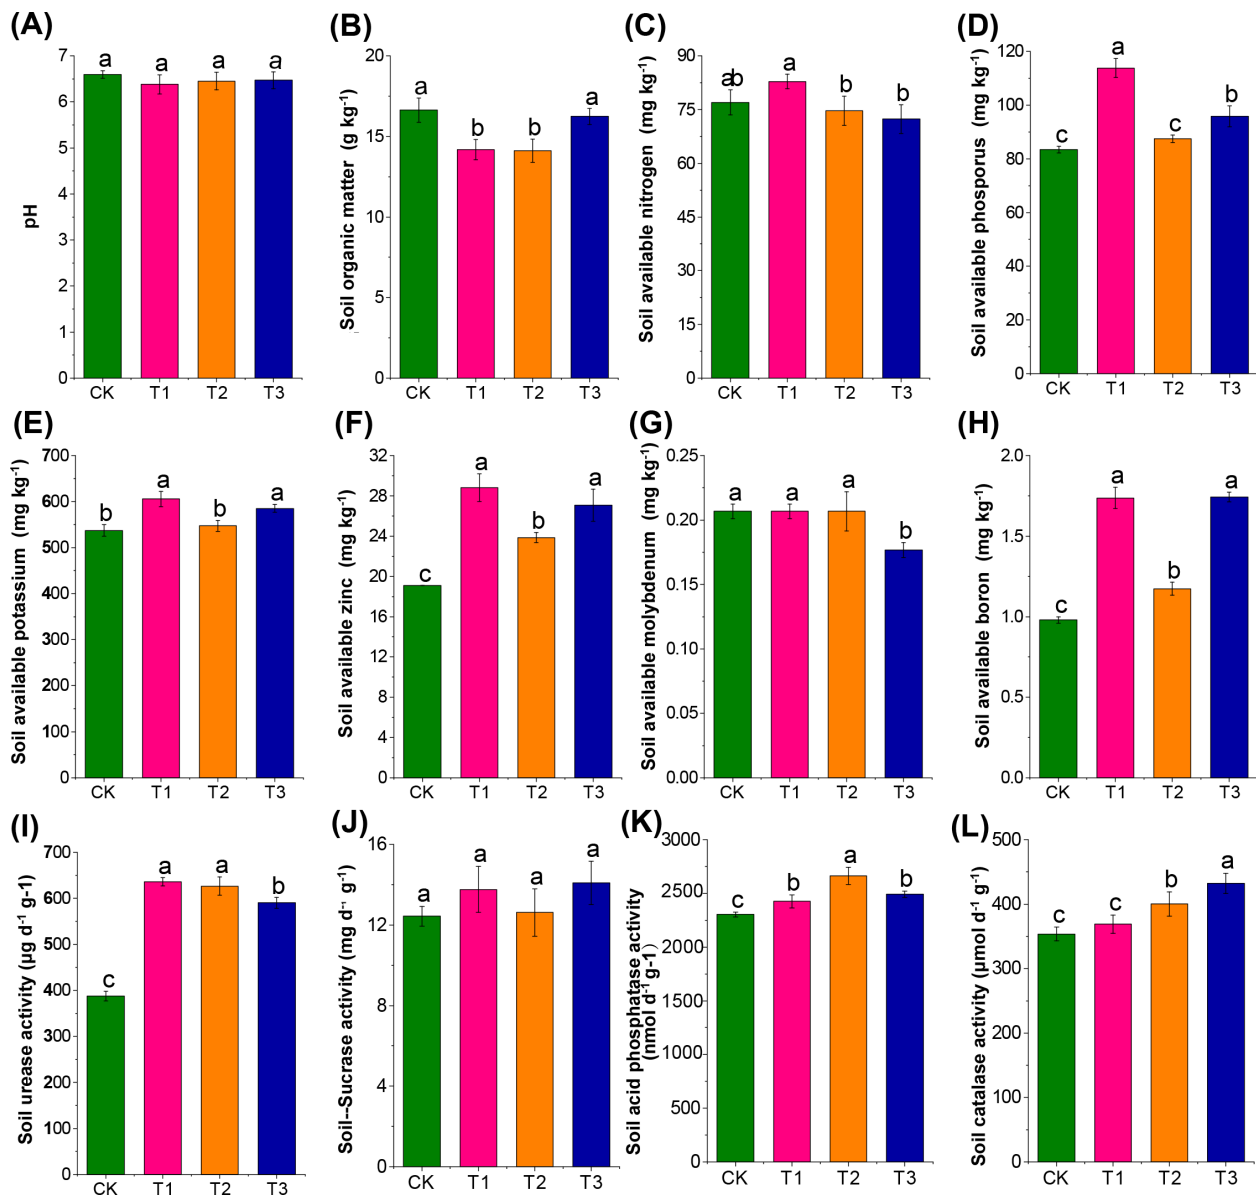 (A)
pH
7
6
5
4
3
2
1
0
a
a
a
a
CK
T1
T2
T3
(B)
Soil organic matter (g kg⁻¹)
20
15
10
5
0
a
b
b
a
CK
T1
T2
T3
(C)
Soil available nitrogen (mg kg⁻¹)
90
75
60
45
30
15
0
ab
a
b
b
CK
T1
T2
T3
(D)
Soil available phosporus (mg kg⁻¹)
120
100
80
60
40
20
0
c
a
c
b
CK
T1
T2
T3
(E)
Soil available potassium (mg kg⁻¹)
700
600
500
400
300
200
100
0
b
a
b
a
CK
T1
T2
T3
(F)
Soil available zinc (mg kg⁻¹)
32
28
24
20
16
12
8
4
0
c
a
b
a
CK
T1
T2
T3
(G)
Soil available molybdenum (mg kg⁻¹)
0.25
0.20
0.15
0.10
0.05
0.00
a
a
a
b
CK
T1
T2
T3
(H)
Soil available boron (mg kg⁻¹)
2.0
1.5
1.0
0.5
0.0
c
a
b
a
CK
T1
T2
T3
(I)
Soil urease activity (µg d⁻¹ g-1)
700
600
500
400
300
200
100
0
c
a
a
b
CK
T1
T2
T3
(J)
Soil--Sucrase activity (mg d⁻¹ g⁻¹)
16
12
8
4
0
a
a
a
a
CK
T1
T2
T3
(K)
Soil acid phosphatase activity
(nmol d⁻¹ g-1)
3000
2500
2000
1500
1000
500
0
c
b
a
b
CK
T1
T2
T3
(L)
Soil catalase activity (µmol d⁻¹ g⁻¹)
500
400
300
200
100
0
c
c
b
a
CK
T1
T2
T3